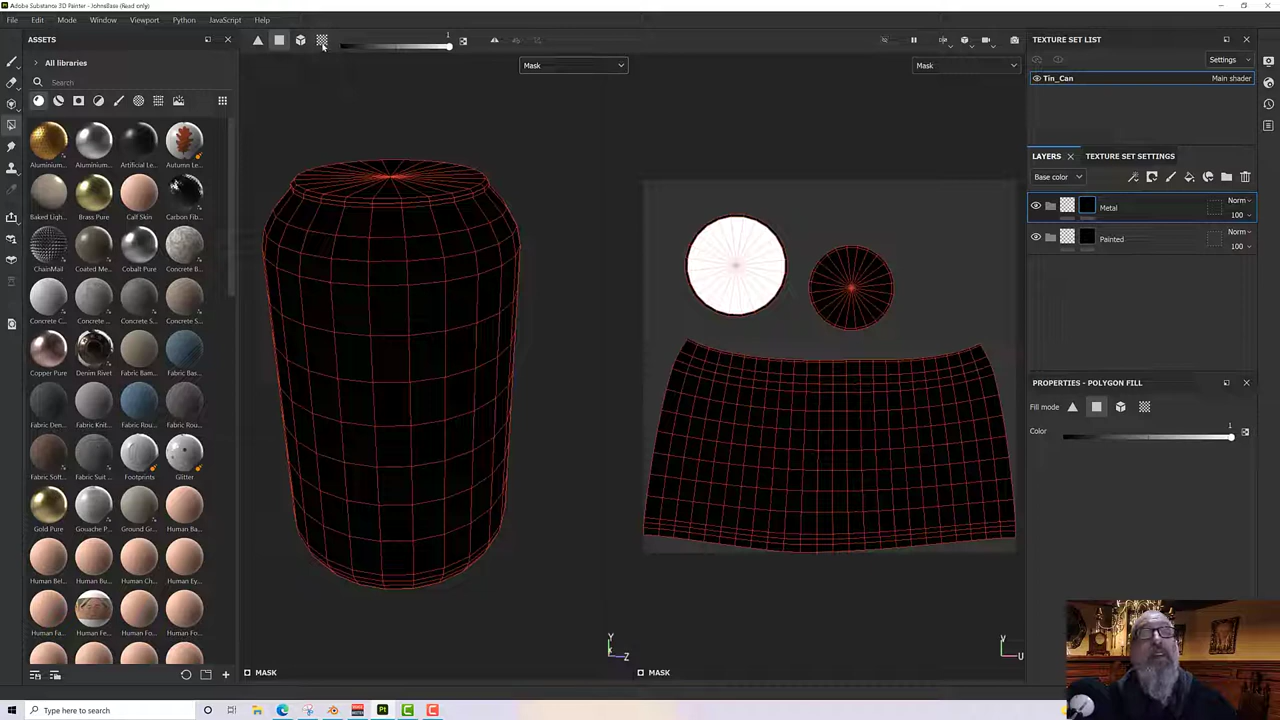 Adobe Substance 3D Painter - JohnsBase (Read only)
File Edit Mode Window Viewport Python JavaScript Help
ASSETS
All libraries
Search
Aluminium...
Aluminium...
Artificial Le...
Autumn Le...
Baked Ligh...
Brass Pure
Calf Skin
Carbon Fib...
ChainMail
Coated Me...
Cobalt Pure
Concrete B...
Concrete C...
Concrete ...
Concrete S...
Concrete S...
Copper Pure
Denim Rivet
Fabric Bam...
Fabric Bas...
Fabric Den...
Fabric Knit...
Fabric Rou...
Fabric Rou...
Fabric Soft...
Fabric Suit ...
Footprints
Glitter
Gold Pure
Gouache P...
Ground Gr...
Human Ba...
Human Bel...
Human Bu...
Human Ch...
Human Ey...
Human Fa...
Human Fe...
Human Fo...
Human Fo...
1
Mask
Mask
Y
Z
V
U
MASK
MASK
TEXTURE SET LIST
Settings
Tin_Can
Main shader
LAYERS
TEXTURE SET SETTINGS
Base color
Metal
Norm
100
Painted
Norm
100
PROPERTIES - POLYGON FILL
Fill mode
Color
1
Type here to search